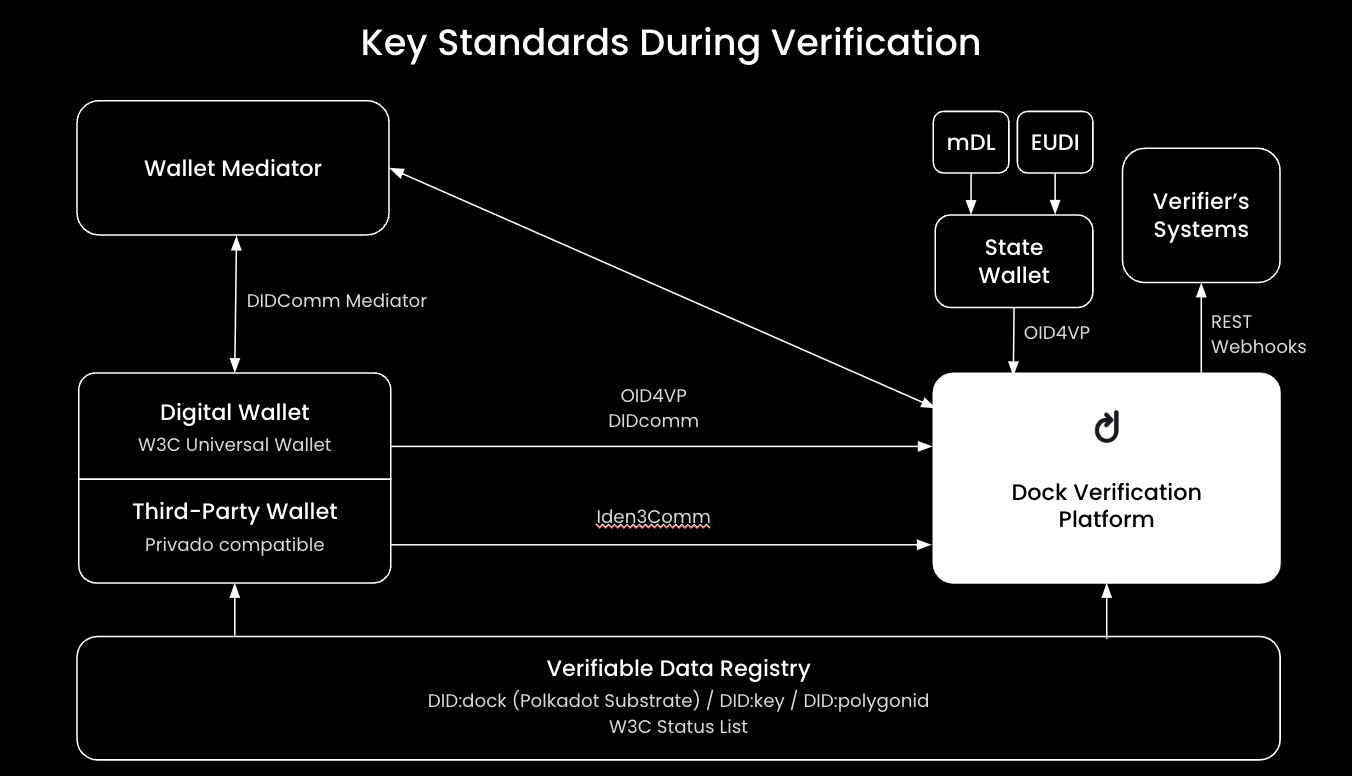 Key Standards During Verification
Wallet Mediator
mDL
EUDI
Verifier’s
Systems
State
Wallet
DIDComm Mediator
OID4VP
REST
Webhooks
Digital Wallet
W3C Universal Wallet
OID4VP
DIDcomm
Third-Party Wallet
Privado compatible
Iden3Comm
Dock Verification
Platform
Verifiable Data Registry
DID:dock (Polkadot Substrate) / DID:key / DID:polygonid
W3C Status List